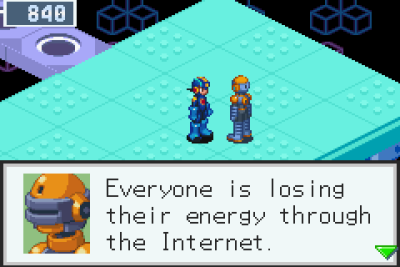 840
Everyone is losing
their energy through
the Internet.